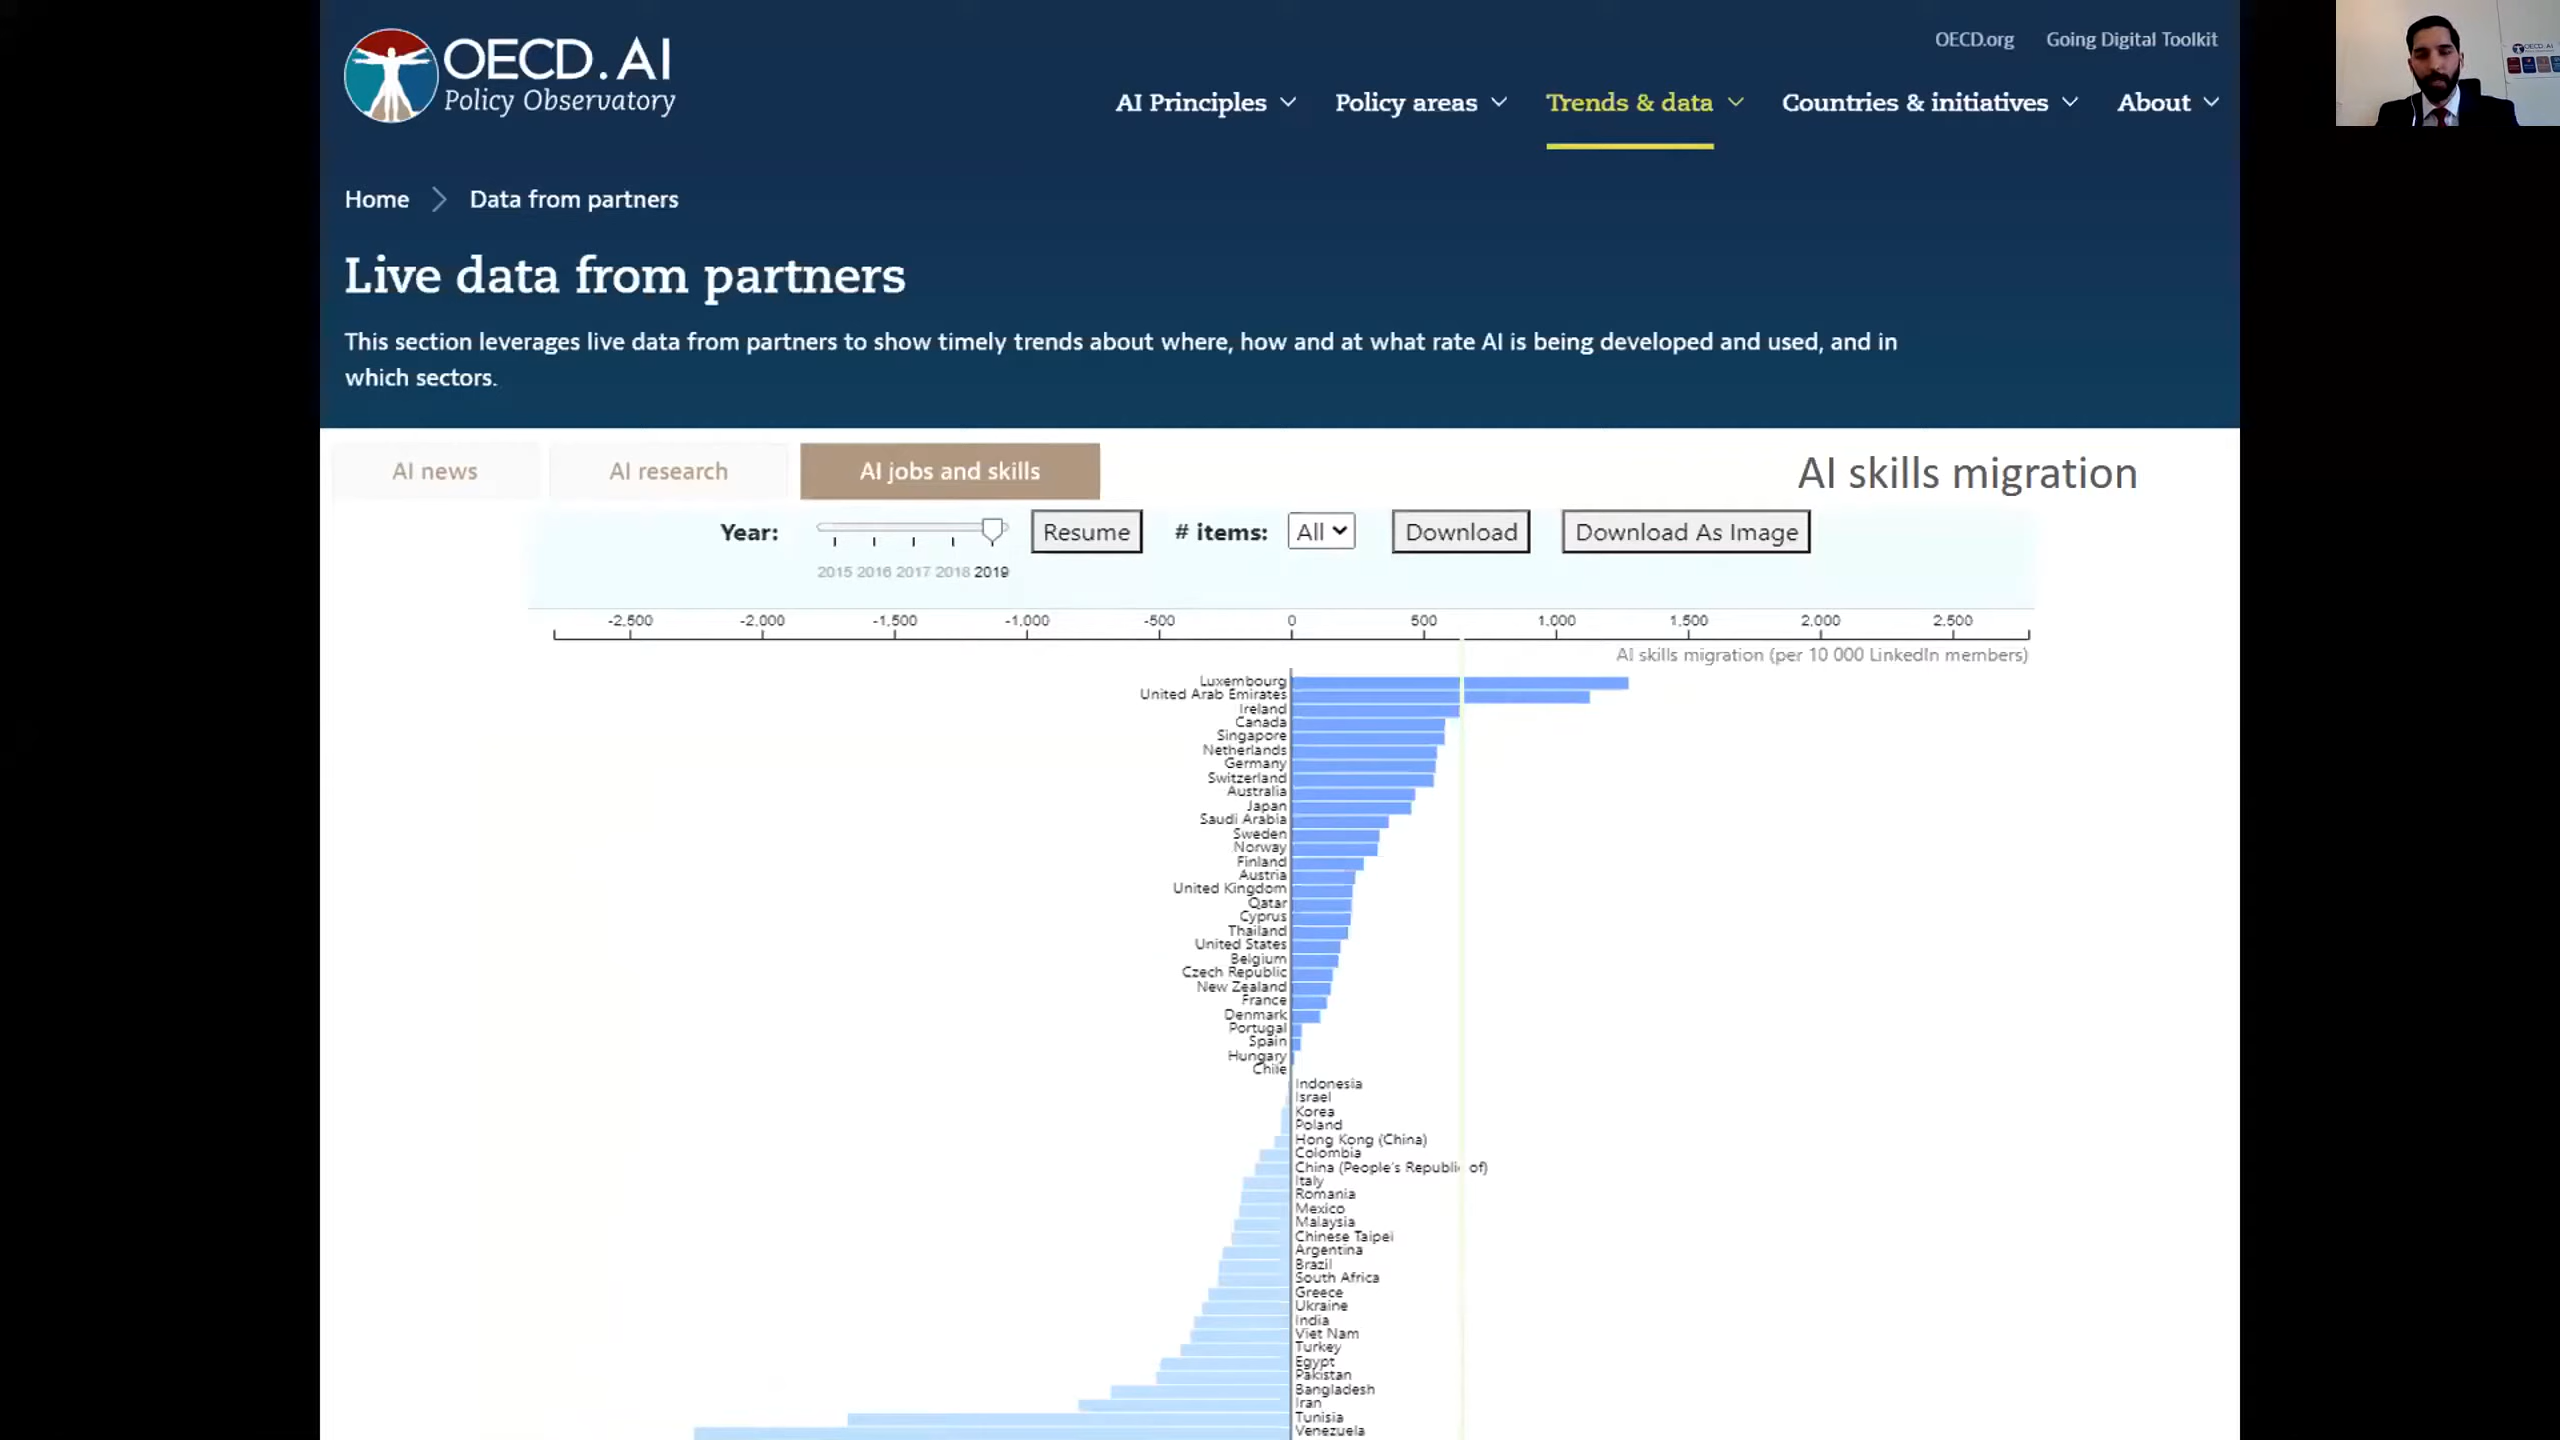 OECD.AI
Policy Observatory
OECD.org Going Digital Toolkit
AI Principles Policy areas Trends & data Countries & initiatives About
Home Data from partners
Live data from partners
This section leverages live data from partners to show timely trends about where, how and at what rate AI is being developed and used, and in
which sectors.
AI news AI research AI jobs and skills
AI skills migration
Year: Resume # items: All Download Download As Image
2015 2016 2017 2018 2019
-2,500 -2,000 -1,500 -1,000 -500 0 500 1,000 1,500 2,000 2,500
AI skills migration (per 10 000 LinkedIn members)
Luxembourg
United Arab Emirates
Ireland
Canada
Singapore
Netherlands
Germany
Switzerland
Australia
Japan
Saudi Arabia
Sweden
Norway
Finland
Austria
United Kingdom
Qatar
Cyprus
Thailand
United States
Belgium
Czech Republic
New Zealand
France
Denmark
Portugal
Spain
Hungary
Chile
Indonesia
Israel
Korea
Poland
Hong Kong (China)
Colombia
China (People's Republic of)
Italy
Romania
Mexico
Malaysia
Chinese Taipei
Argentina
Brazil
South Africa
Greece
Ukraine
India
Viet Nam
Turkey
Egypt
Pakistan
Bangladesh
Iran
Tunisia
Venezuela
OECD.AI